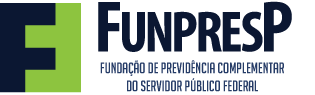 FUNPRESP
FUNDAÇÃO DE PREVIDÊNCIA COMPLEMENTAR
DO SERVIDOR PÚBLICO FEDERAL